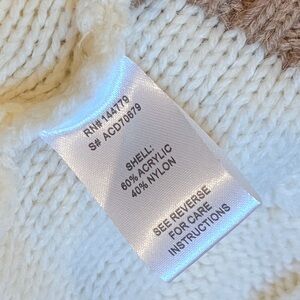 RN# 144779
S# ACD70679
SHELL:
60% ACRYLIC
40% NYLON
SEE REVERSE
FOR CARE
INSTRUCTIONS